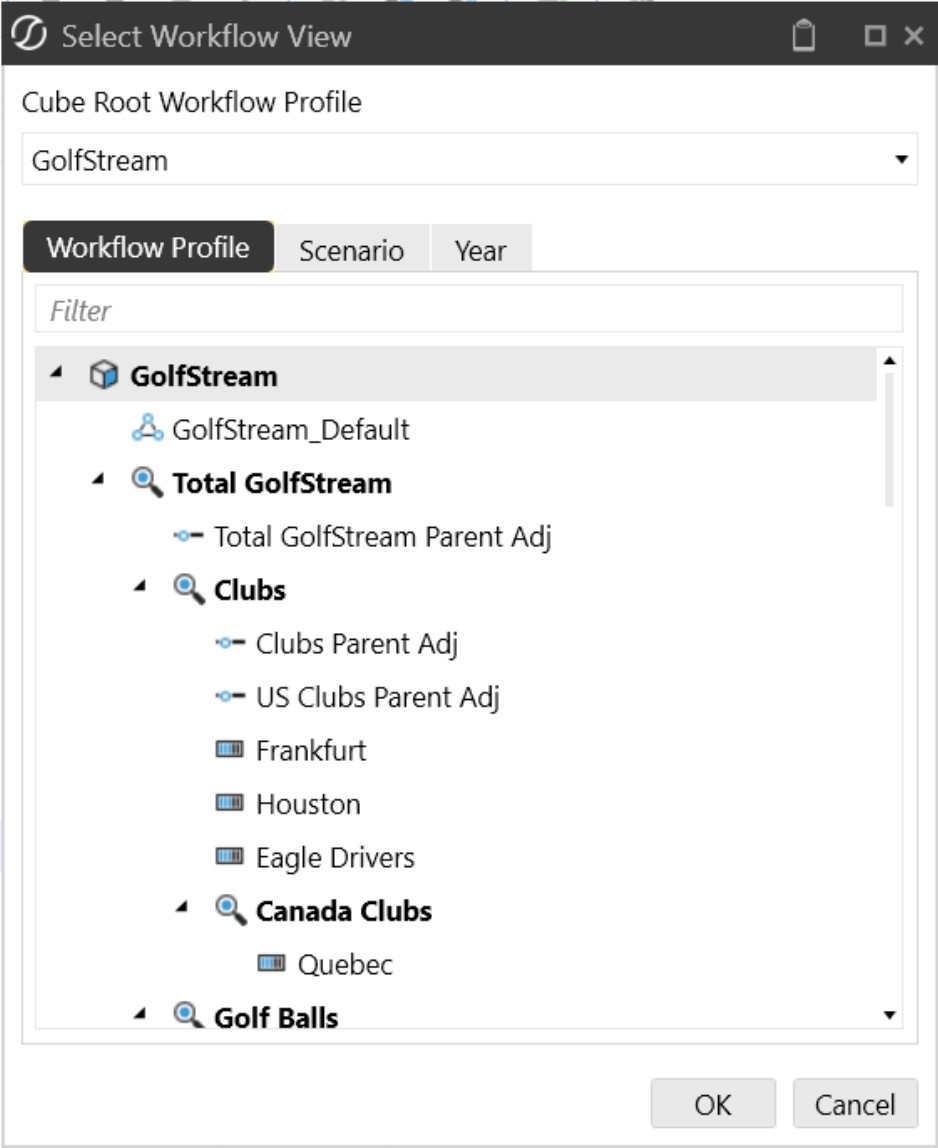 Select Workflow View
Cube Root Workflow Profile
GolfStream
Workflow Profile Scenario Year
Filter
GolfStream
GolfStream_Default
Total GolfStream
Total GolfStream Parent Adj
Clubs
Clubs Parent Adj
US Clubs Parent Adj
Frankfurt
Houston
Eagle Drivers
Canada Clubs
Quebec
Golf Balls
OK Cancel